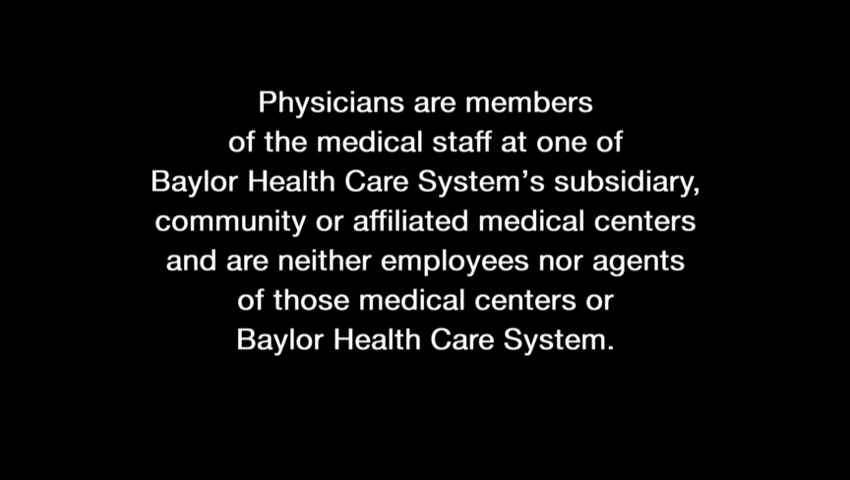 Physicians are members
of the medical staff at one of
Baylor Health Care System’s subsidiary,
community or affiliated medical centers
and are neither employees nor agents
of those medical centers or
Baylor Health Care System.